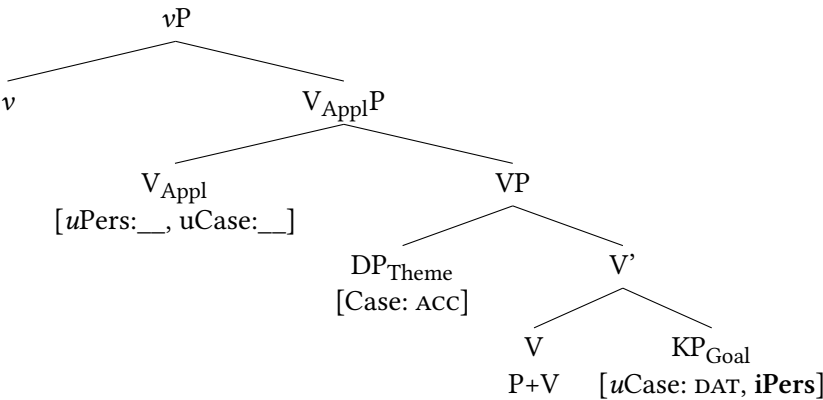 vP
v V_ApplP
V_Appl VP
[uPers:__, uCase:__]
DP_Theme V’
[Case: ACC]
V KP_Goal
P+V [uCase: DAT, iPers]